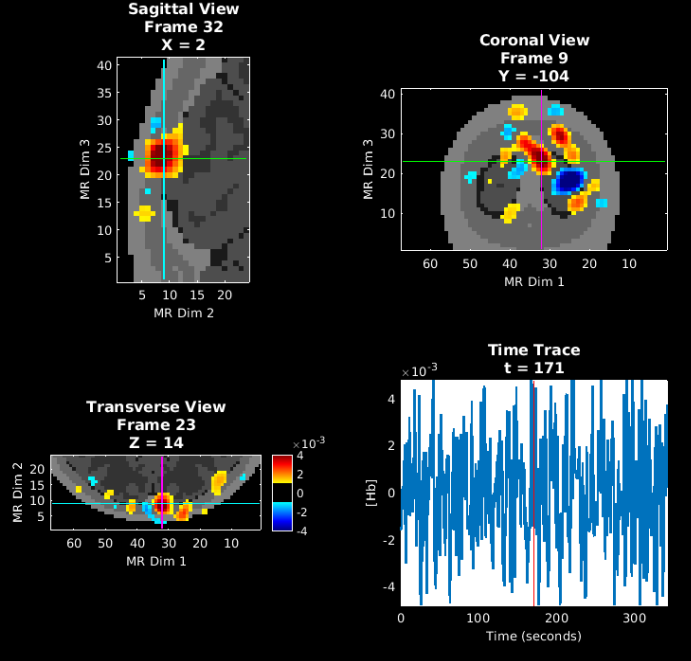 Sagittal View
Frame 32
X = 2
40
35
30
25
20
15
10
5
MR Dim 3
5 10 15 20
MR Dim 2
Coronal View
Frame 9
Y = -104
40
30
20
10
MR Dim 3
60 50 40 30 20 10
MR Dim 1
Transverse View
Frame 23
Z = 14
20
15
10
5
MR Dim 2
60 50 40 30 20 10
MR Dim 1
×10⁻³
4
2
0
-2
-4
Time Trace
t = 171
×10⁻³
4
2
0
-2
-4
[Hb]
0 100 200 300
Time (seconds)